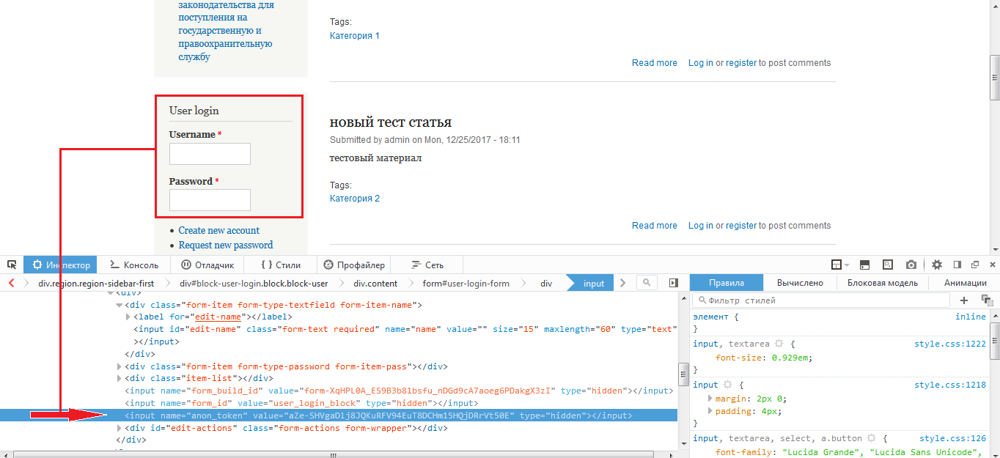 законодательства для
поступления на
государственную и
правоохранительную
службу
Tags:
Категория 1
Read more Log in or register to post comments
User login
Username *
Password *
• Create new account
• Request new password
новый тест статья
Submitted by admin on Mon, 12/25/2017 - 18:11
тестовый материал
Tags:
Категория 2
Read more Log in or register to post comments
Инспектор Консоль Отладчик { } Стили Профайлер Сеть
div.region.region-sidebar-first div#block-user-login.block.block-user div.content form#user-login-form div input
<div>
<div class="form-item form-type-textfield form-item-name">
<label for="edit-name"></label>
<input id="edit-name" class="form-text required" name="name" value="" size="15" maxlength="60" type="text"
></input>
</div>
<div class="form-item form-type-password form-item-pass"></div>
<div class="item-list"></div>
<input name="form_build_id" value="form-XqHPL0A_ES9B3b81bsfu_nDGd9cA7aoeg6PDakgX3zI" type="hidden"></input>
<input name="form_id" value="user_login_block" type="hidden"></input>
<input name="anon_token" value="aZe-SHVgaDlj8JQKuRFV94EuT8DCHm15HQjDRrVt50E" type="hidden"></input>
<div id="edit-actions" class="form-actions form-wrapper"></div>
</div>
Правила Вычислено Блоковая модель Анимации
Фильтр стилей
элемент { inline
}
input, textarea { style.css:1222
font-size: 0.929em;
}
input { style.css:1218
margin: 2px 0;
padding: 4px;
}
input, textarea, select, a.button { style.css:126
font-family: "Lucida Grande", "Lucida Sans Unicode",